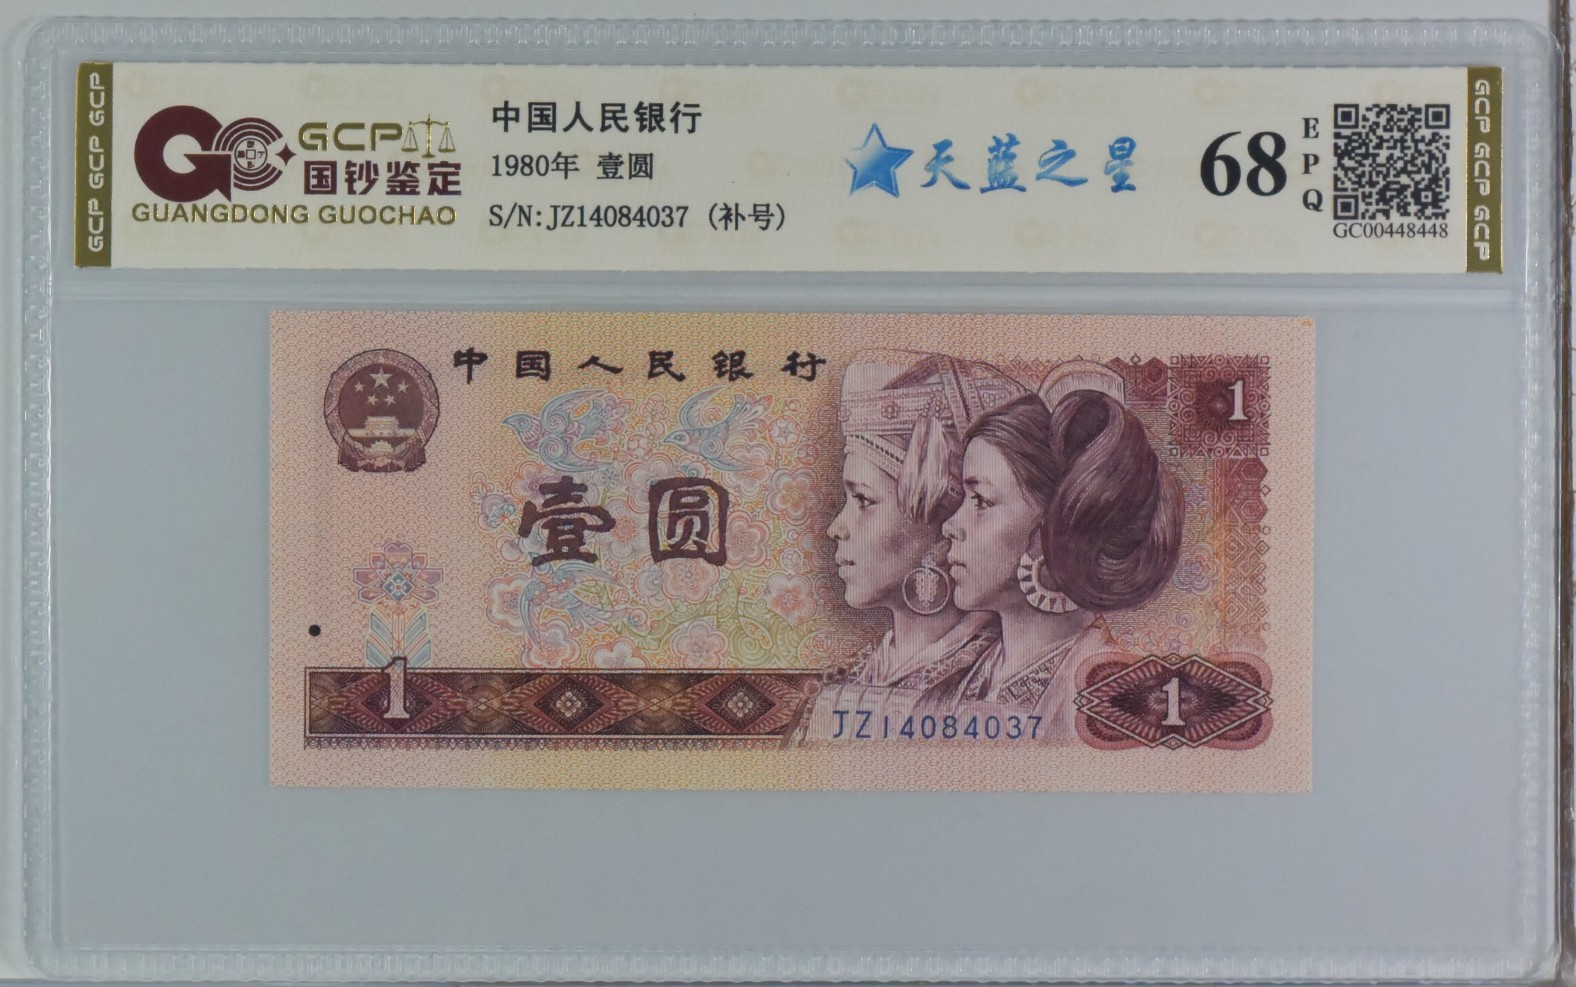 GCP GCP GCP
GCP
国钞鉴定
GUANGDONG GUOCHAO
中国人民银行
1980年 壹圆
S/N:JZ14084037 (补号)
天蓝之星
68
EPQ
GC00448448
GCP GCP GCP
中国人民银行
1
壹圆
1
JZ14084037
1